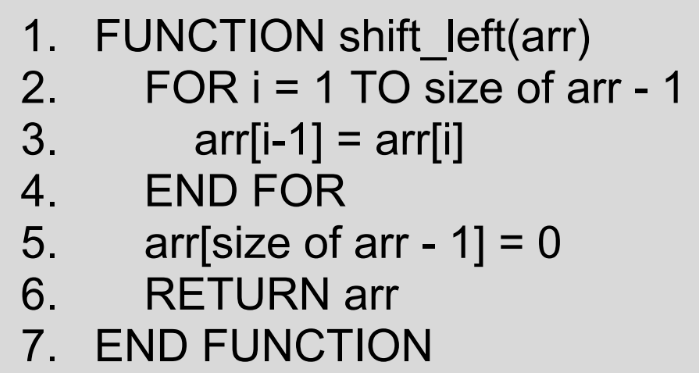 1. FUNCTION shift_left(arr)
2. FOR i = 1 TO size of arr - 1
3. arr[i-1] = arr[i]
4. END FOR
5. arr[size of arr - 1] = 0
6. RETURN arr
7. END FUNCTION